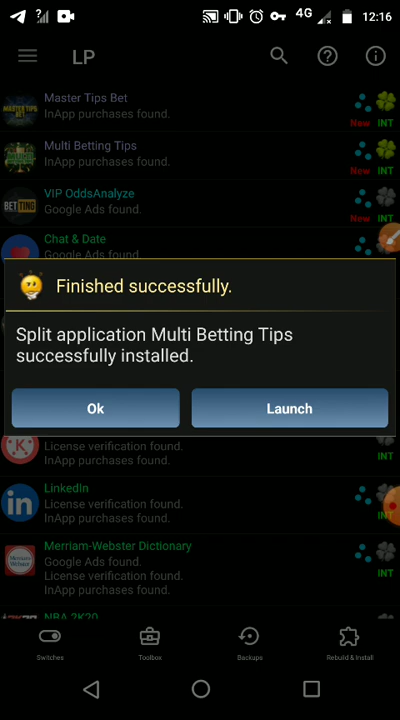 4G 12:16
LP
Master Tips Bet
InApp purchases found.
New INT
Multi Betting Tips
InApp purchases found.
New INT
VIP OddsAnalyze
Google Ads found.
New INT
Chat & Date
Google Ads found.
Finished successfully.
Split application Multi Betting Tips
successfully installed.
Ok Launch
License verification found.
InApp purchases found.
INT
LinkedIn
License verification found.
InApp purchases found.
INT
Merriam-Webster Dictionary
Google Ads found.
License verification found.
InApp purchases found.
INT
NBA 2K20
Switches Toolbox Backups Rebuild & Install